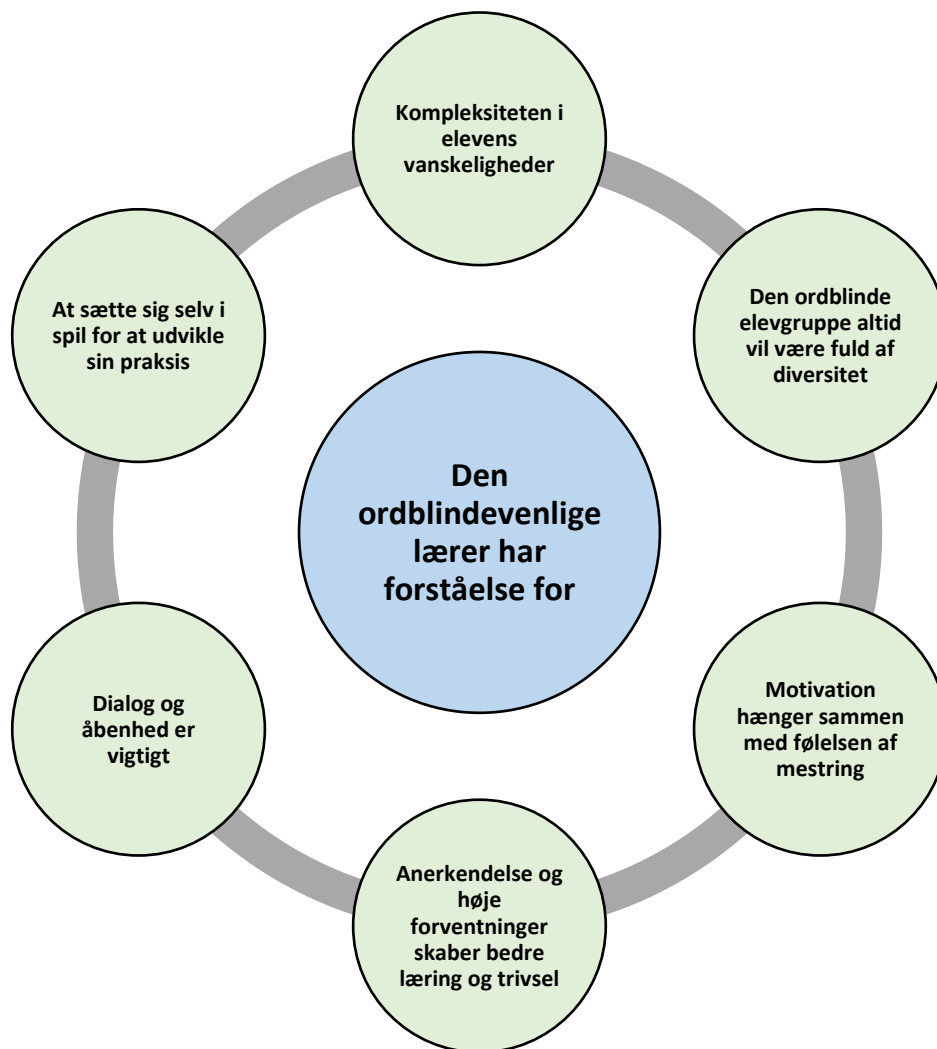 Kompleksiteten i
elevens
vanskeligheder
Den ordblinde
elevgruppe altid
vil være fuld af
diversitet
Motivation
hænger sammen
med følelsen af
mestring
Anerkendelse og
høje
forventninger
skaber bedre
læring og trivsel
Dialog og
åbenhed er
vigtigt
At sætte sig selv i
spil for at udvikle
sin praksis
Den
ordblindevenlige
lærer har
forståelse for